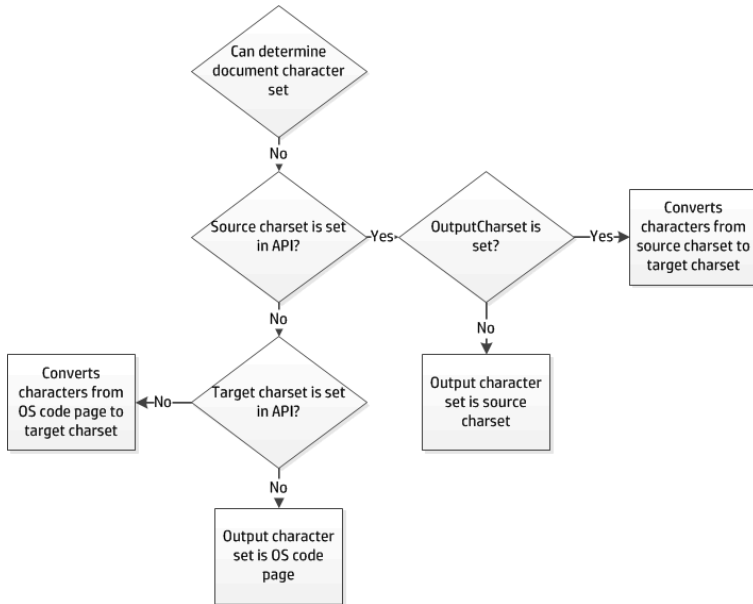 Can determine
document character
set
No
Source charset is set
in API?
Yes
OutputCharset is
set?
Yes
Converts
characters from
source charset to
target charset
No
No
Output character
set is source
charset
Converts
characters from
OS code page to
target charset
No
Target charset is set
in API?
No
Output character
set is OS code
page